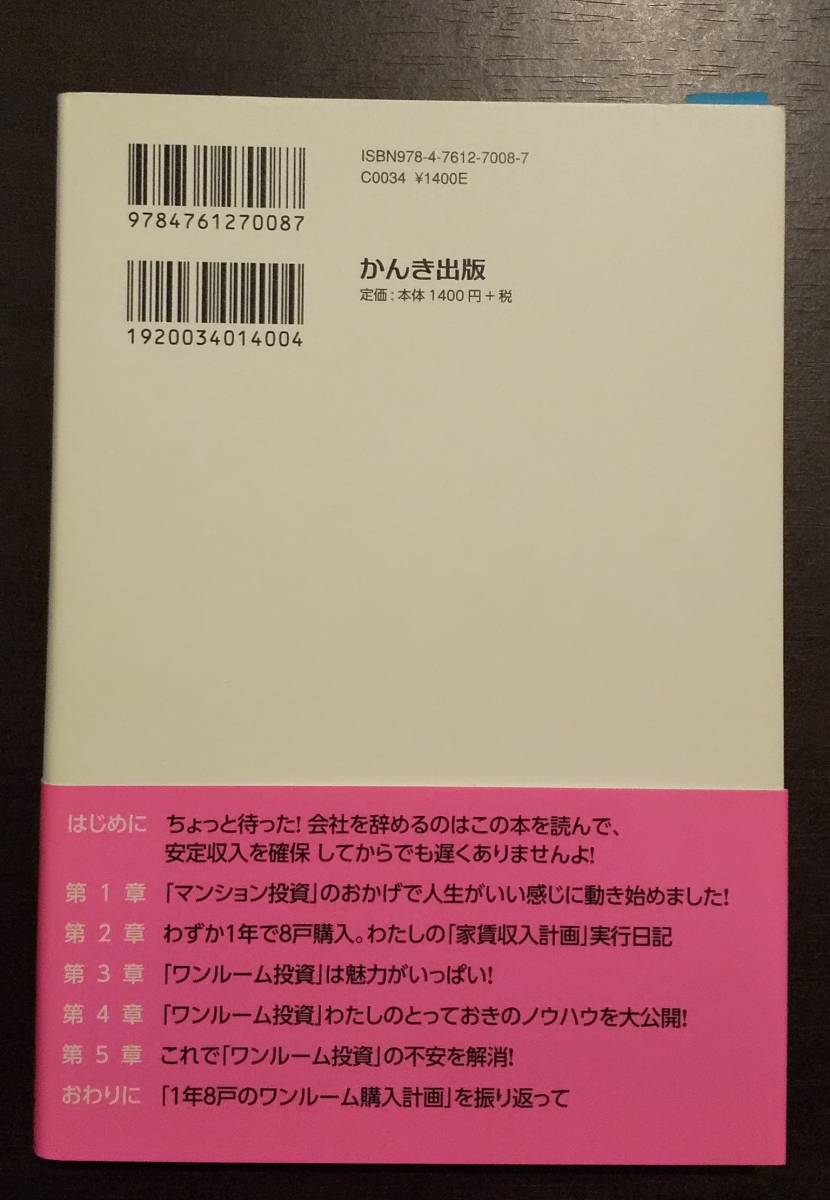 ISBN978-4-7612-7008-7
C0034 ¥1400E
9784761270087
かんき出版
定価：本体1400円＋税
1920034014004
はじめに ちょっと待った！会社を辞めるのはこの本を読んで、
安定収入を確保 してからでも遅くありませんよ！
第1章 「マンション投資」のおかげで人生がいい感じに動き始めました！
第2章 わずか1年で8戸購入。わたしの「家賃収入計画」実行日記
第3章 「ワンルーム投資」は魅力がいっぱい！
第4章 「ワンルーム投資」わたしのとっておきのノウハウを大公開！
第5章 これで「ワンルーム投資」の不安を解消！
おわりに 「1年8戸のワンルーム購入計画」を振り返って